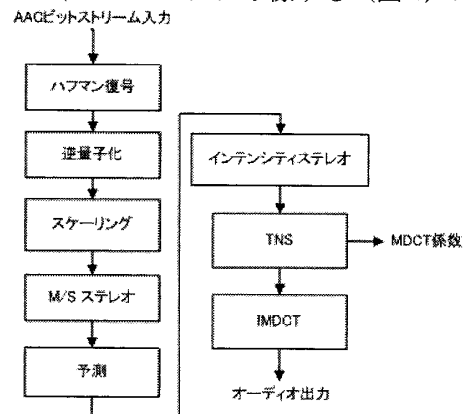 AACビットストリーム入力
ハフマン復号
逆量子化
スケーリング
M/S ステレオ
予測
インテンシティステレオ
TNS
MDCT係数
IMDCT
オーディオ出力